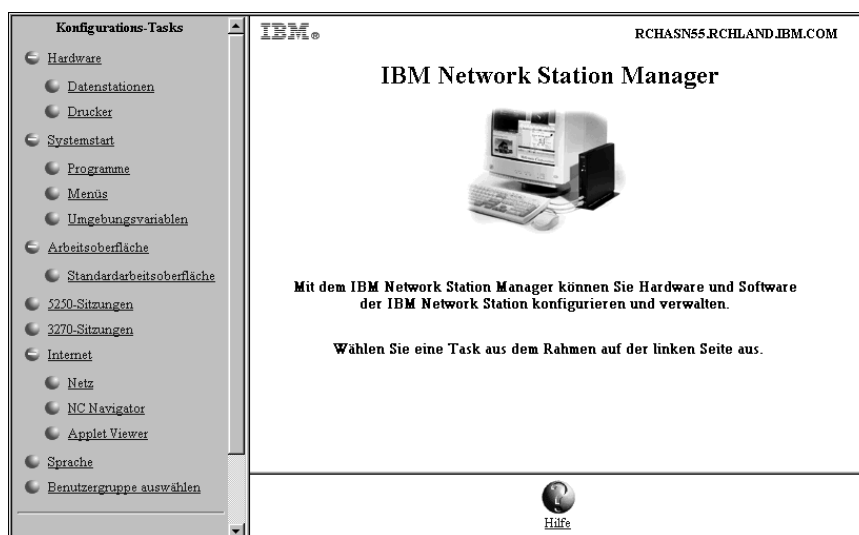 Konfigurations-Tasks
Hardware
Datenstationen
Drucker
Systemstart
Programme
Menüs
Umgebungsvariablen
Arbeitsoberfläche
Standardarbeitsoberfläche
5250-Sitzungen
3270-Sitzungen
Internet
Netz
NC Navigator
Applet Viewer
Sprache
Benutzergruppe auswählen
IBM®
RCHASN55.RCHLAND.IBM.COM
IBM Network Station Manager
Mit dem IBM Network Station Manager können Sie Hardware und Software
der IBM Network Station konfigurieren und verwalten.
Wählen Sie eine Task aus dem Rahmen auf der linken Seite aus.
Hilfe